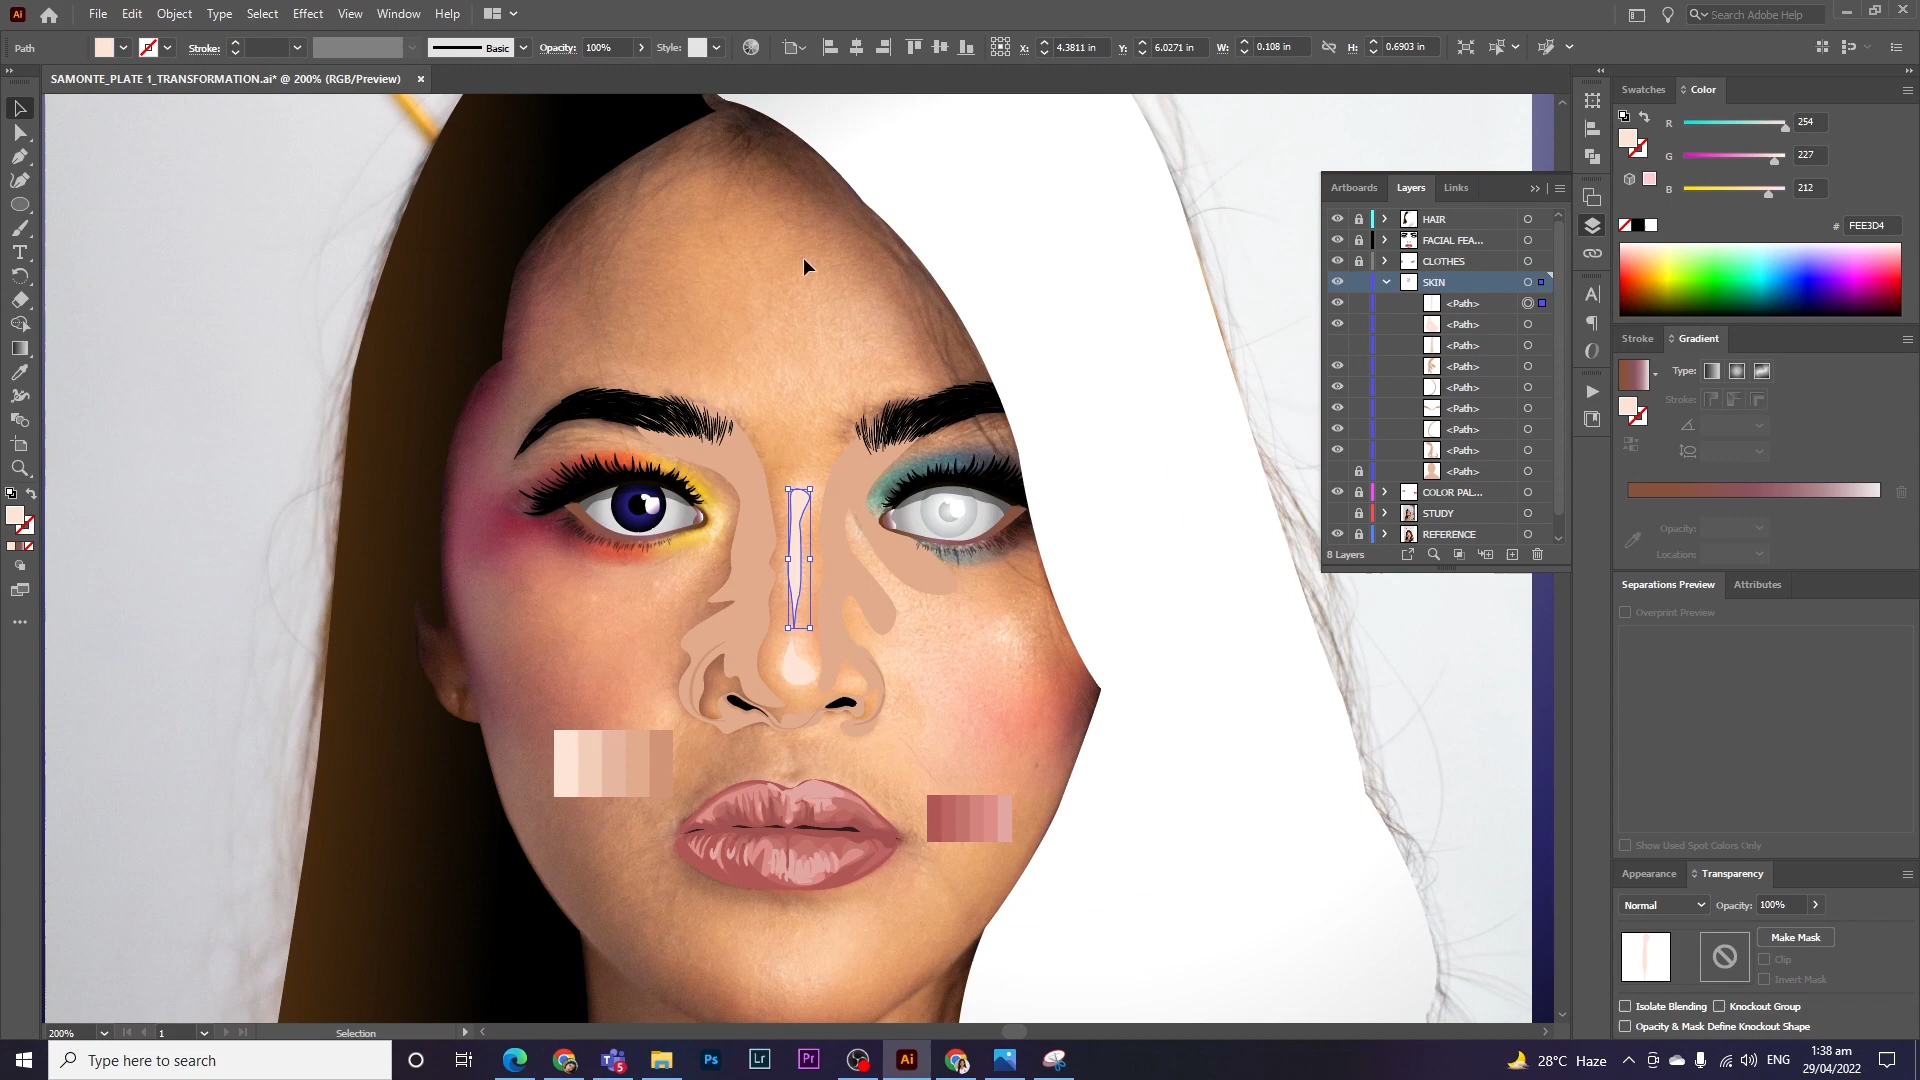 Ai File Edit Object Type Select Effect View Window Help Search Adobe Help
Path Stroke: Basic Opacity: 100% Style: X: 4.3811 in Y: 6.0271 in W: 0.108 in H: 0.6903 in
SAMONTE_PLATE 1_TRANSFORMATION.ai* @ 200% (RGB/Preview) ×
Swatches Color
R 254
G 227
B 212
# FEE3D4
Artboards Layers Links
HAIR
FACIAL FEA...
CLOTHES
SKIN
<Path>
<Path>
<Path>
<Path>
<Path>
<Path>
<Path>
<Path>
<Path>
COLOR PAL...
STUDY
REFERENCE
8 Layers
Stroke Gradient
Type:
Stroke:
Opacity:
Location:
Separations Preview Attributes
Overprint Preview
Show Used Spot Colors Only
Appearance Transparency
Normal Opacity: 100%
Make Mask
Clip
Invert Mask
Isolate Blending Knockout Group
Opacity & Mask Define Knockout Shape
200% 1 Selection
Type here to search
5 Ps Lr Pr Ai
28°C Haze ENG 1:38 am
29/04/2022